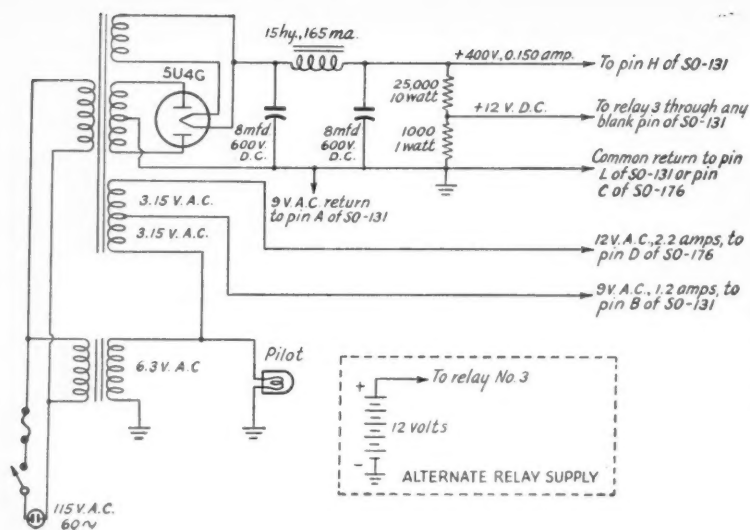 15hy., 165 ma.
5U4G
+400V, 0.150 amp.
To pin H of SO-131
25,000
10 watt
+12 V. D.C.
To relay 3 through any
blank pin of SO-131
8mfd
600V.
D.C.
8mfd
600V.
D.C.
1000
1 watt
Common return to pin
L of SO-131 or pin
C of SO-176
9V. A.C. return
to pin A of SO-131
3.15 V. A.C.
3.15 V. A.C.
12V. A.C., 2.2 amps, to
pin D of SO-176
9V. A.C., 1.2 amps, to
pin B of SO-131
6.3 V. A.C
Pilot
+
To relay No. 3
12 volts
-
ALTERNATE RELAY SUPPLY
115 V. A.C.
60~